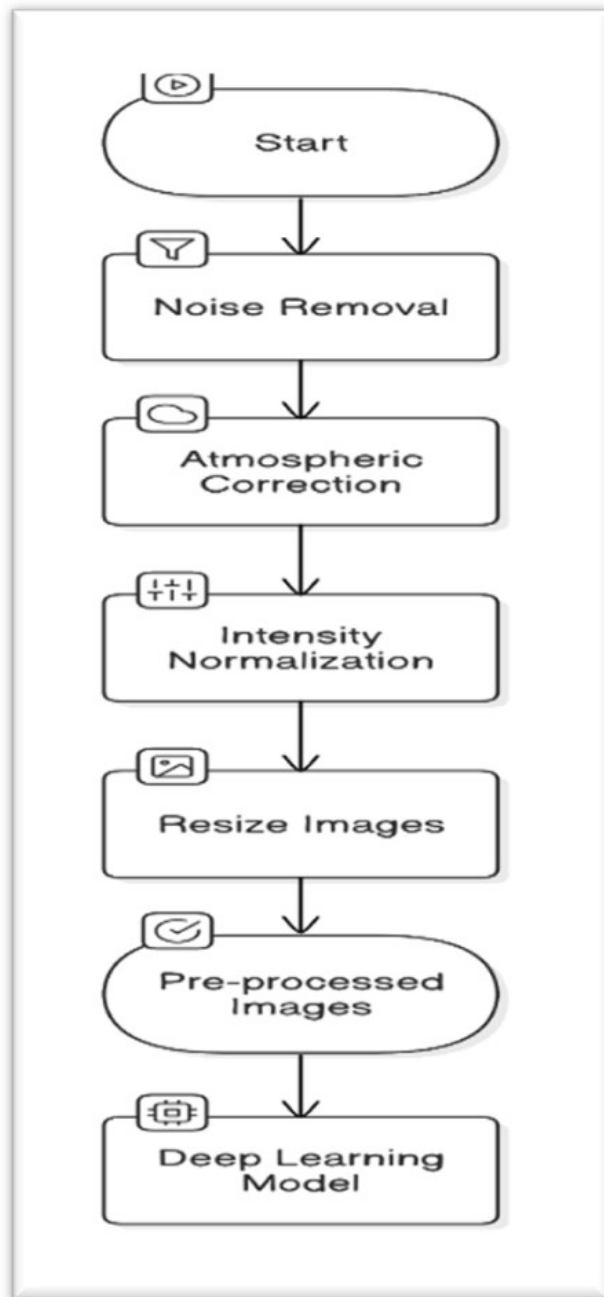 Start
Noise Removal
Atmospheric
Correction
Intensity
Normalization
Resize Images
Pre-processed
Images
Deep Learning
Model